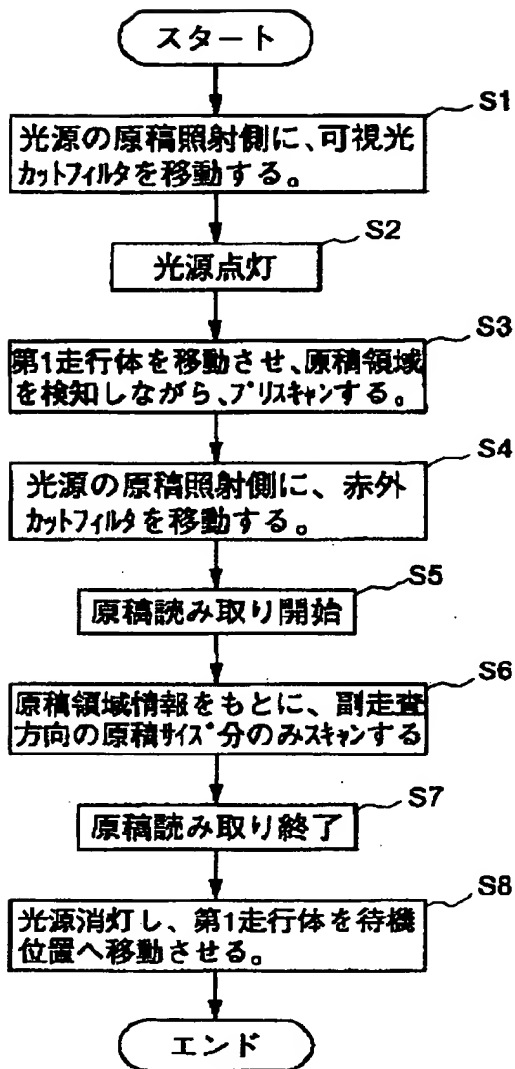 スタート
S1
光源の原稿照射側に、可視光
カットフィルタを移動する。
S2
光源点灯
S3
第1走行体を移動させ、原稿領域
を検知しながら、プリスキャンする。
S4
光源の原稿照射側に、赤外
カットフィルタを移動する。
S5
原稿読み取り開始
S6
原稿領域情報をもとに、副走査
方向の原稿サイズ分のみスキャンする
S7
原稿読み取り終了
S8
光源消灯し、第1走行体を待機
位置へ移動させる。
エンド